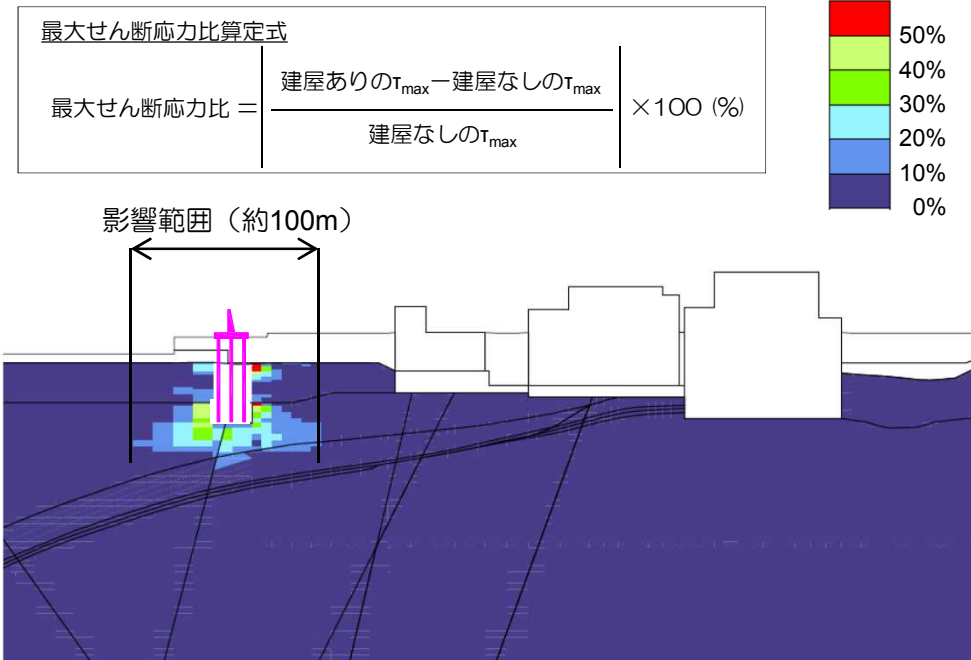 最大せん断応力比算定式
最大せん断応力比 = | 建屋ありのτmax－建屋なしのτmax / 建屋なしのτmax | ×100 (%)
50%
40%
30%
20%
10%
0%
影響範囲（約100m）